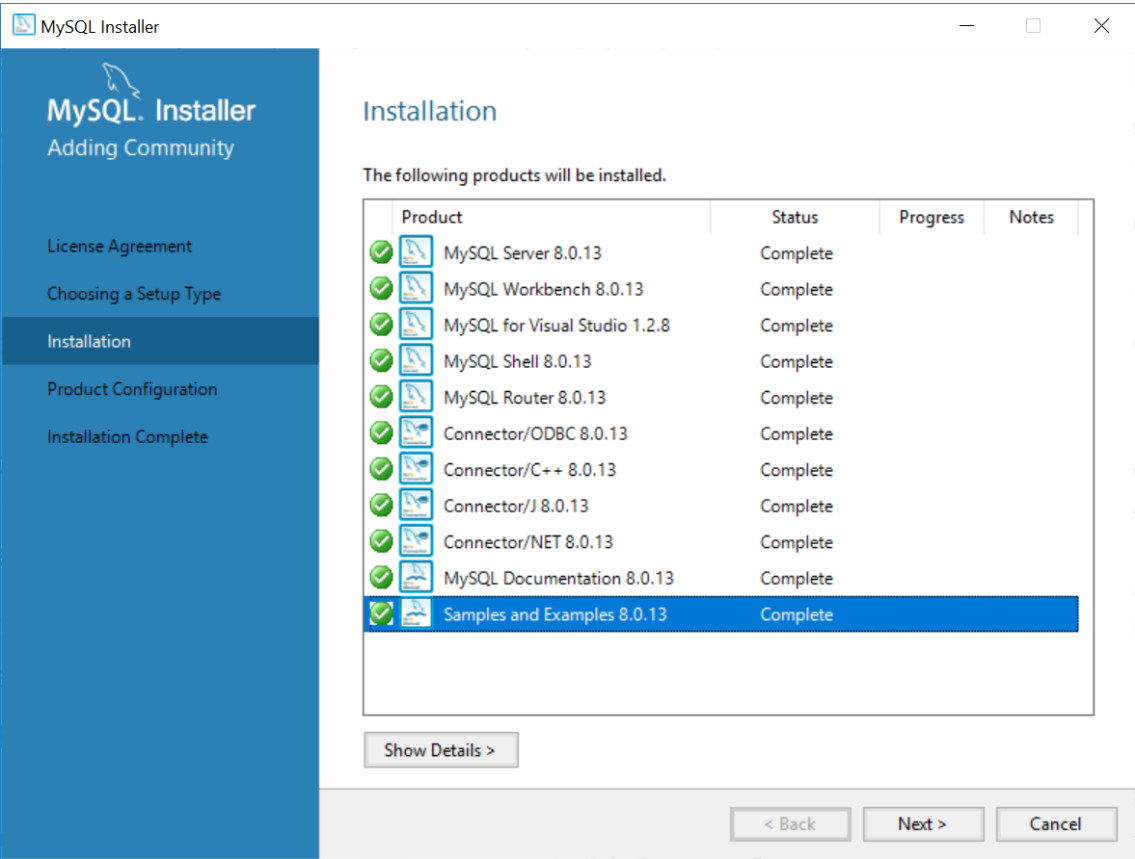 MySQL Installer
MySQL. Installer
Adding Community
License Agreement
Choosing a Setup Type
Installation
Product Configuration
Installation Complete
Installation
The following products will be installed.
Product Status Progress Notes
MySQL Server 8.0.13 Complete
MySQL Workbench 8.0.13 Complete
MySQL for Visual Studio 1.2.8 Complete
MySQL Shell 8.0.13 Complete
MySQL Router 8.0.13 Complete
Connector/ODBC 8.0.13 Complete
Connector/C++ 8.0.13 Complete
Connector/J 8.0.13 Complete
Connector/NET 8.0.13 Complete
MySQL Documentation 8.0.13 Complete
Samples and Examples 8.0.13 Complete
Show Details >
< Back Next > Cancel